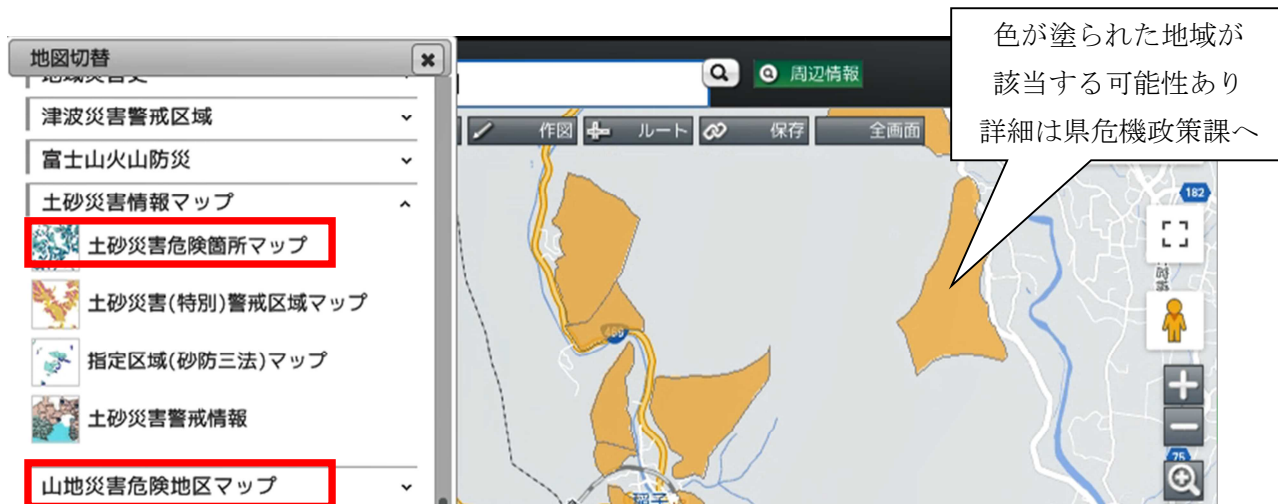 色が塗られた地域が
該当する可能性あり
詳細は県危機政策課へ
地図切替
周辺情報
津波災害警戒区域
作図
ルート
保存
全画面
富士山火山防災
土砂災害情報マップ
182
土砂災害危険箇所マップ
土砂災害(特別)警戒区域マップ
469
指定区域(砂防三法)マップ
土砂災害警戒情報
75
山地災害危険地区マップ